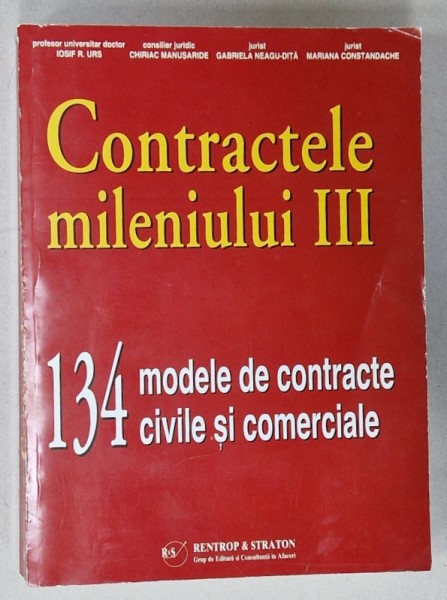 profesor universitar doctor
IOSIF R. URS
consilier juridic
CHIRIAC MANUȘARIDE
jurist
GABRIELA NEAGU-DIȚĂ
jurist
MARIANA CONSTANDACHE
Contractele
mileniului III
134 modele de contracte
civile și comerciale
R&S RENTROP & STRATON
Grup de Editură și Consultanță în Afaceri